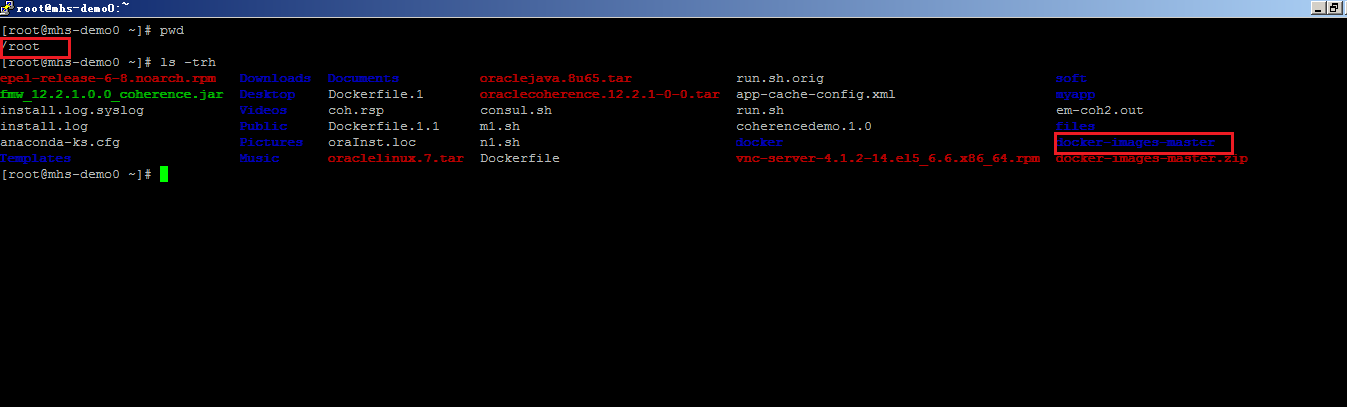 root@mhs-demo0:~
[root@mhs-demo0 ~]# pwd
/root
[root@mhs-demo0 ~]# ls -trh
epel-release-6-8.noarch.rpm Downloads Documents oraclejava.8u65.tar run.sh.orig soft
fmw_12.2.1.0.0_coherence.jar Desktop Dockerfile.1 oraclecoherence.12.2.1-0-0.tar app-cache-config.xml myapp
install.log.syslog Videos coh.rsp consul.sh run.sh em-coh2.out
install.log Public Dockerfile.1.1 m1.sh coherencedemo.1.0 files
anaconda-ks.cfg Pictures oraInst.loc n1.sh docker docker-images-master
Templates Music oraclelinux.7.tar Dockerfile vnc-server-4.1.2-14.el5_6.6.x86_64.rpm docker-images-master.zip
[root@mhs-demo0 ~]#